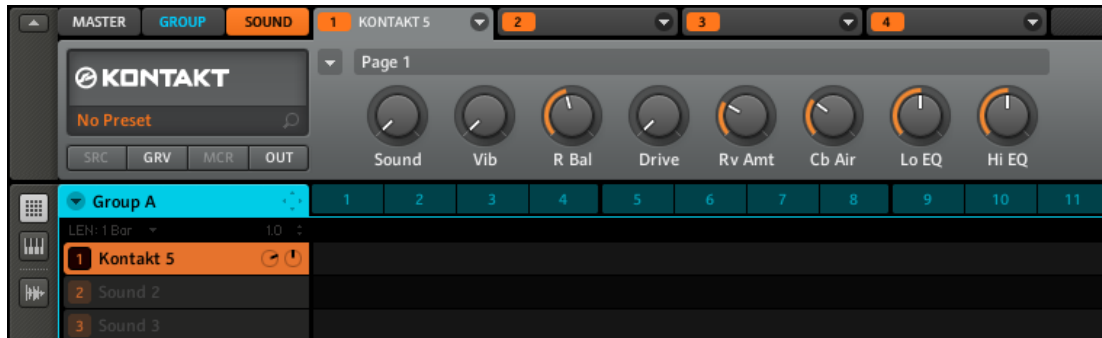 MASTER GROUP SOUND 1 KONTAKT 5 2 3 4
KONTAKT
Page 1
No Preset
SRC GRV MCR OUT
Sound Vib R Bal Drive Rv Amt Cb Air Lo EQ Hi EQ
Group A 1 2 3 4 5 6 7 8 9 10 11
LEN: 1 Bar 1.0
1 Kontakt 5
2 Sound 2
3 Sound 3